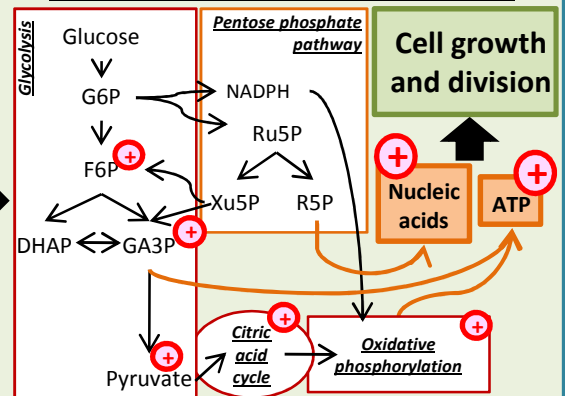 Glycolysis
Glucose
G6P
F6P
+
DHAP
GA3P
+
+
Pyruvate
Pentose phosphate
pathway
NADPH
Ru5P
Xu5P
R5P
Citric
acid
cycle
+
Oxidative
phosphorylation
+
Cell growth
and division
+
Nucleic
acids
+
ATP